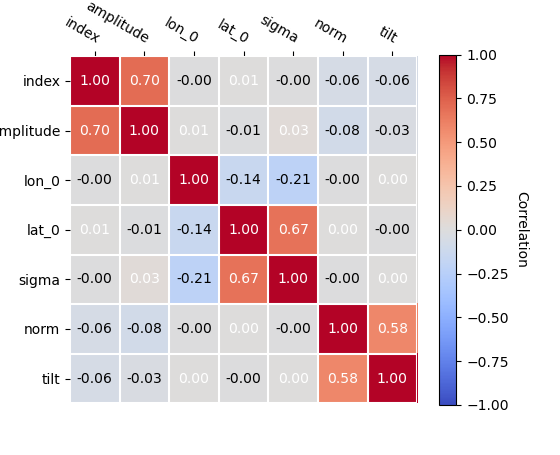 index amplitude lon_0 lat_0 sigma norm tilt
index 1.00 0.70 -0.00 0.01 -0.00 -0.06 -0.06
mplitude 0.70 1.00 0.01 -0.01 0.03 -0.08 -0.03
lon_0 -0.00 0.01 1.00 -0.14 -0.21 -0.00 0.00
lat_0 0.01 -0.01 -0.14 1.00 0.67 0.00 -0.00
sigma -0.00 0.03 -0.21 0.67 1.00 -0.00 0.00
norm -0.06 -0.08 -0.00 0.00 -0.00 1.00 0.58
tilt -0.06 -0.03 0.00 -0.00 0.00 0.58 1.00
1.00
0.75
0.50
0.25
0.00
−0.25
−0.50
−0.75
−1.00
Correlation